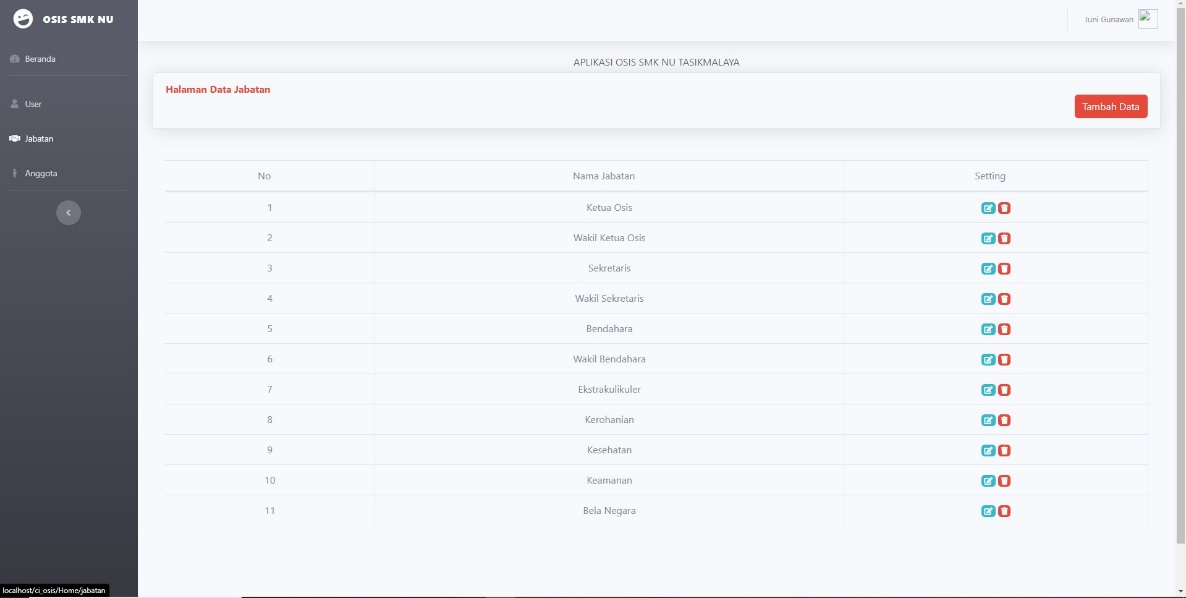 OSIS SMK NU
Juni Gunawan
Beranda
User
Jabatan
Anggota
APLIKASI OSIS SMK NU TASIKMALAYA
Halaman Data Jabatan
Tambah Data
No Nama Jabatan Setting
1 Ketua Osis
2 Wakil Ketua Osis
3 Sekretaris
4 Wakil Sekretaris
5 Bendahara
6 Wakil Bendahara
7 Ekstrakulikuler
8 Kerohanian
9 Kesehatan
10 Keamanan
11 Bela Negara
localhost/ci_osis/Home/jabatan